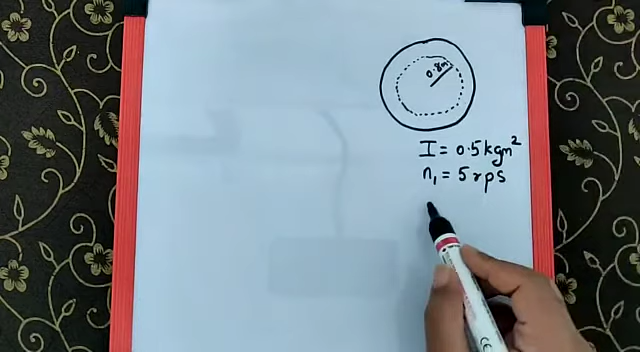 0.8m
I = 0.5 kgm²
n₁ = 5 rps